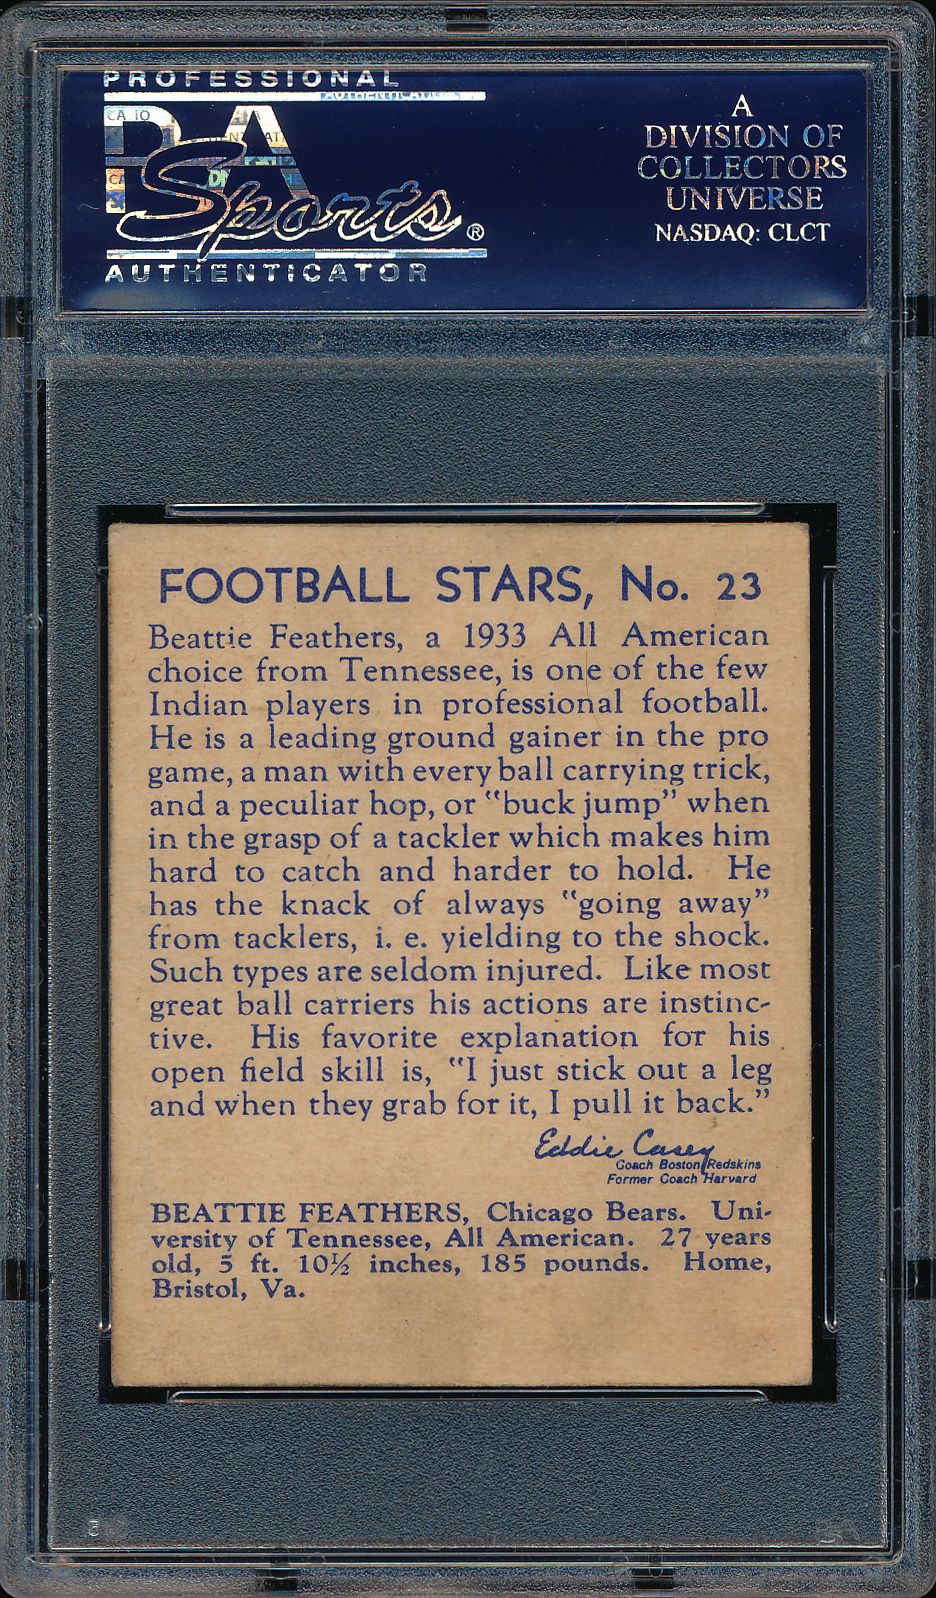 PROFESSIONAL
PSA
Sports®
AUTHENTICATOR
A
DIVISION OF
COLLECTORS
UNIVERSE
NASDAQ: CLCT
FOOTBALL STARS, No. 23
Beattie Feathers, a 1933 All American
choice from Tennessee, is one of the few
Indian players in professional football.
He is a leading ground gainer in the pro
game, a man with every ball carrying trick,
and a peculiar hop, or "buck jump" when
in the grasp of a tackler which makes him
hard to catch and harder to hold. He
has the knack of always "going away"
from tacklers, i. e. yielding to the shock.
Such types are seldom injured. Like most
great ball carriers his actions are instinc-
tive. His favorite explanation for his
open field skill is, "I just stick out a leg
and when they grab for it, I pull it back."
Eddie Casey
Coach Boston Redskins
Former Coach Harvard
BEATTIE FEATHERS, Chicago Bears. Uni-
versity of Tennessee, All American. 27 years
old, 5 ft. 10½ inches, 185 pounds. Home,
Bristol, Va.